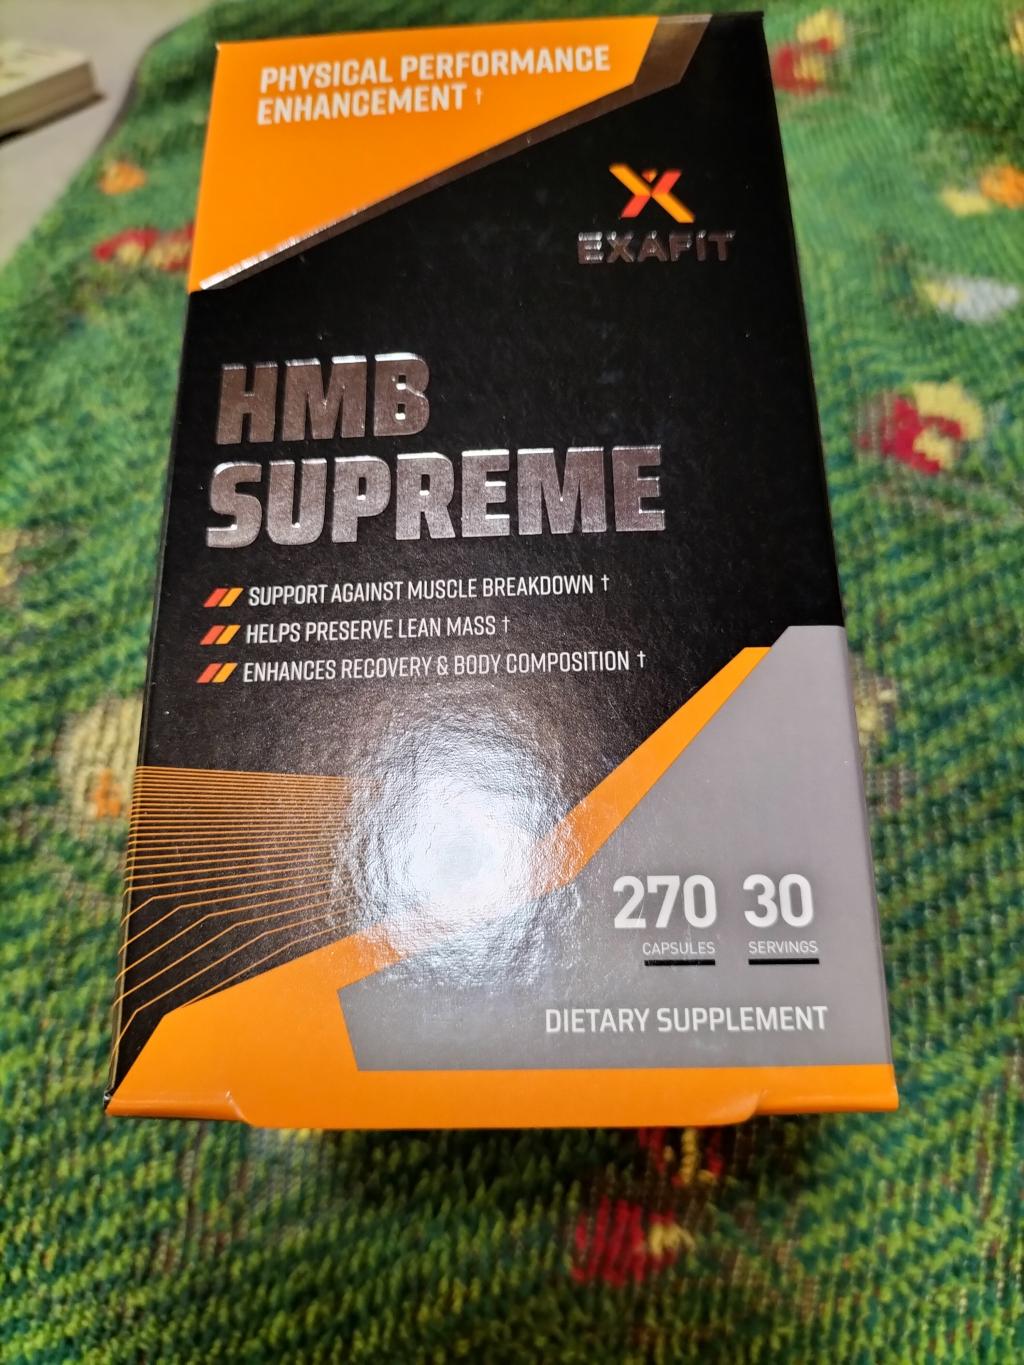 PHYSICAL PERFORMANCE
ENHANCEMENT †
EXAFIT
HMB
SUPREME
SUPPORT AGAINST MUSCLE BREAKDOWN †
HELPS PRESERVE LEAN MASS †
ENHANCES RECOVERY & BODY COMPOSITION †
270 30
CAPSULES SERVINGS
DIETARY SUPPLEMENT